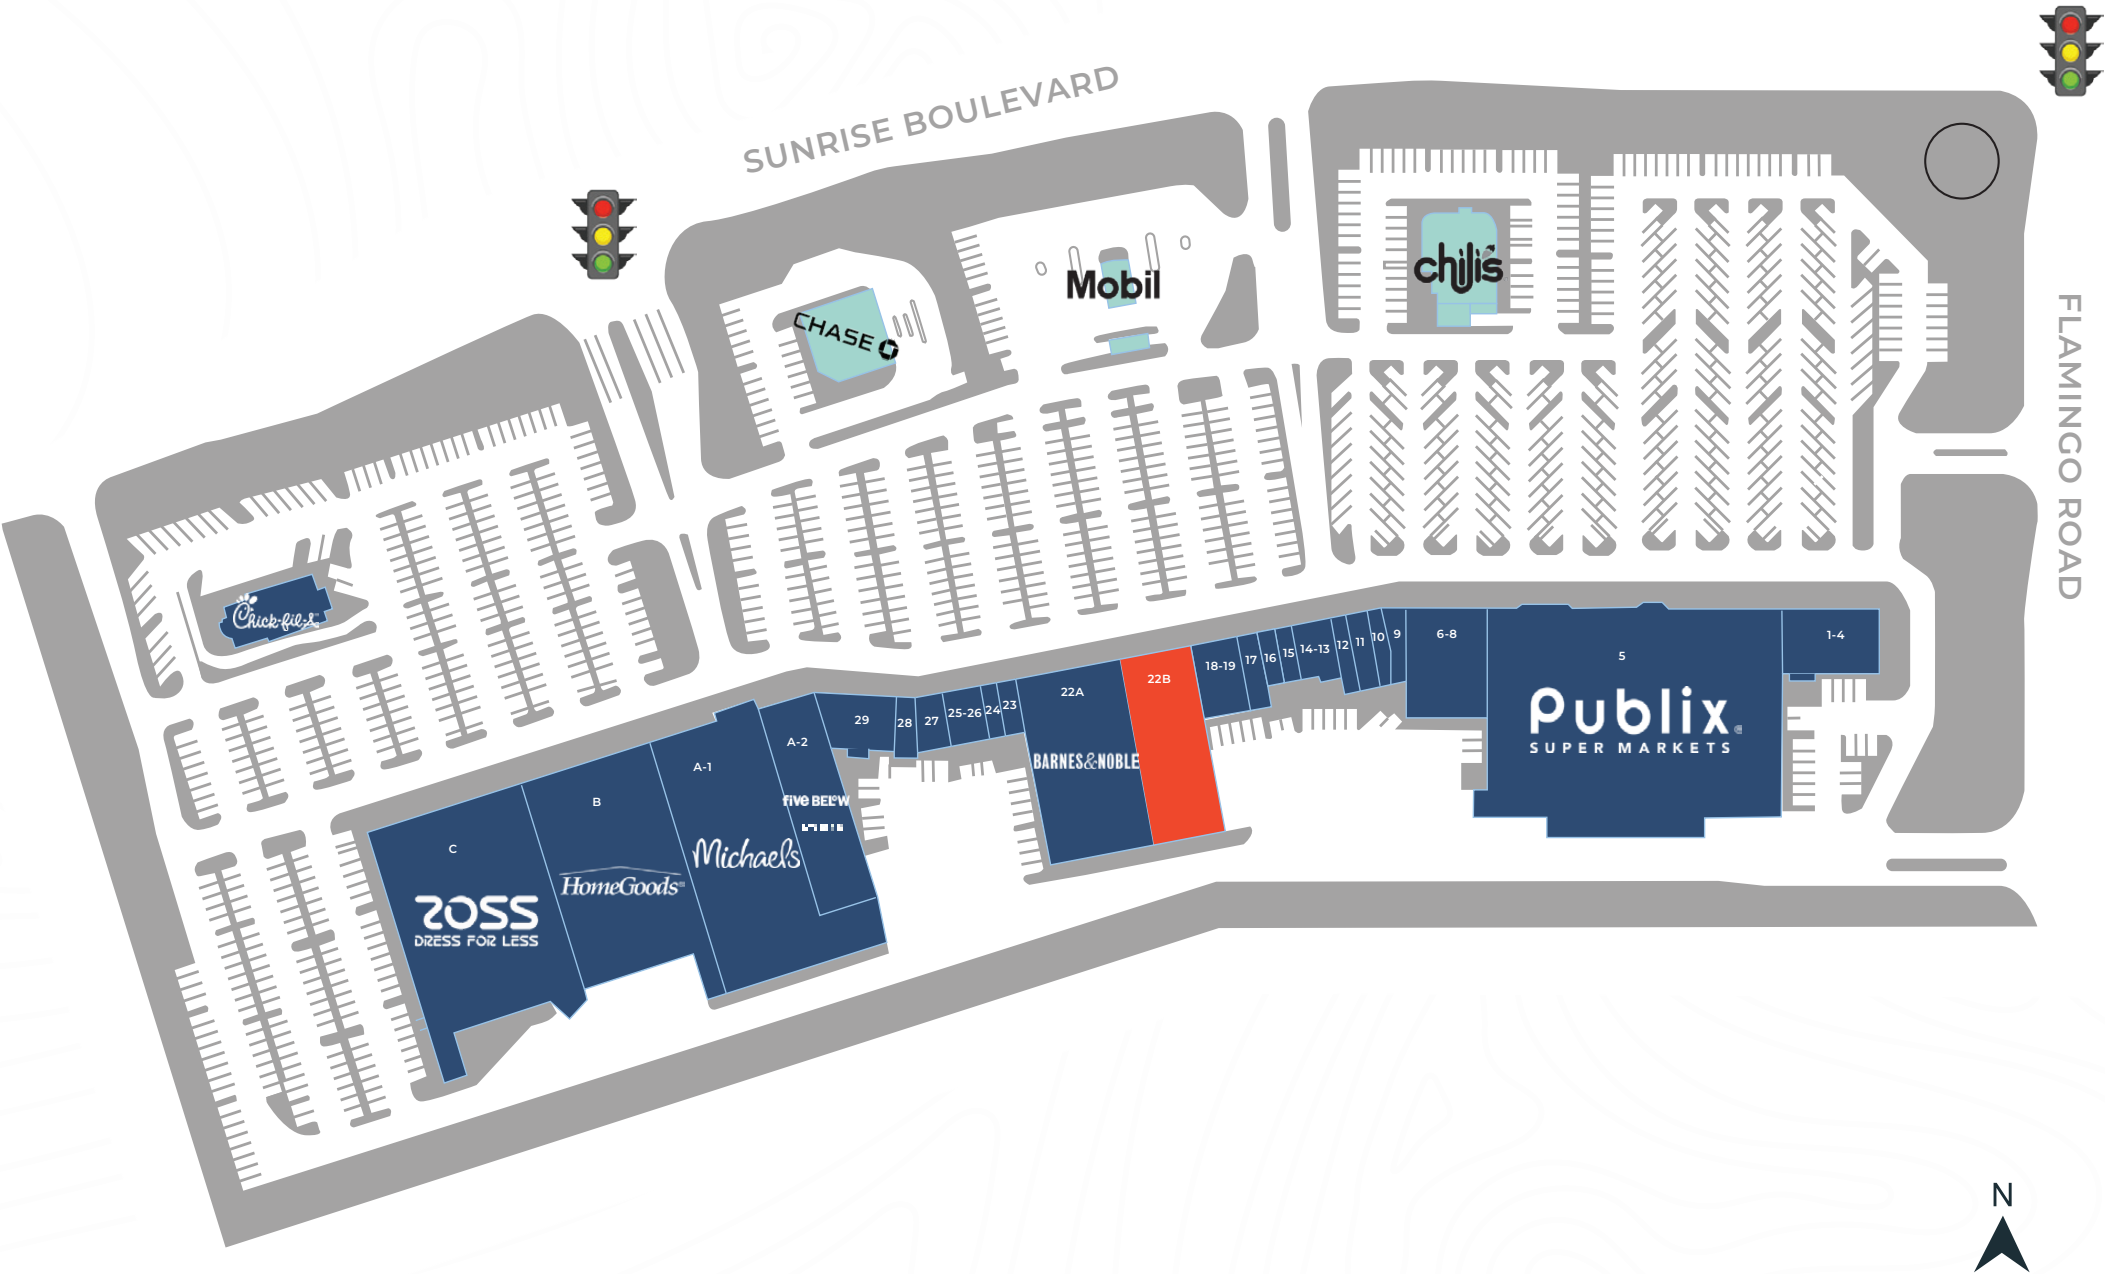 SUNRISE BOULEVARD
FLAMINGO ROAD
CHASE
Mobil
chili's
Chick-fil-A
1-4
5
Publix
SUPER MARKETS
6-8
9
10
11
12
14-13
15
16
17
18-19
22B
22A
BARNES&NOBLE
23
24
25-26
27
28
29
A-2
five BELOW
A-1
Michaels
B
HomeGoods
C
ROSS
DRESS FOR LESS
N